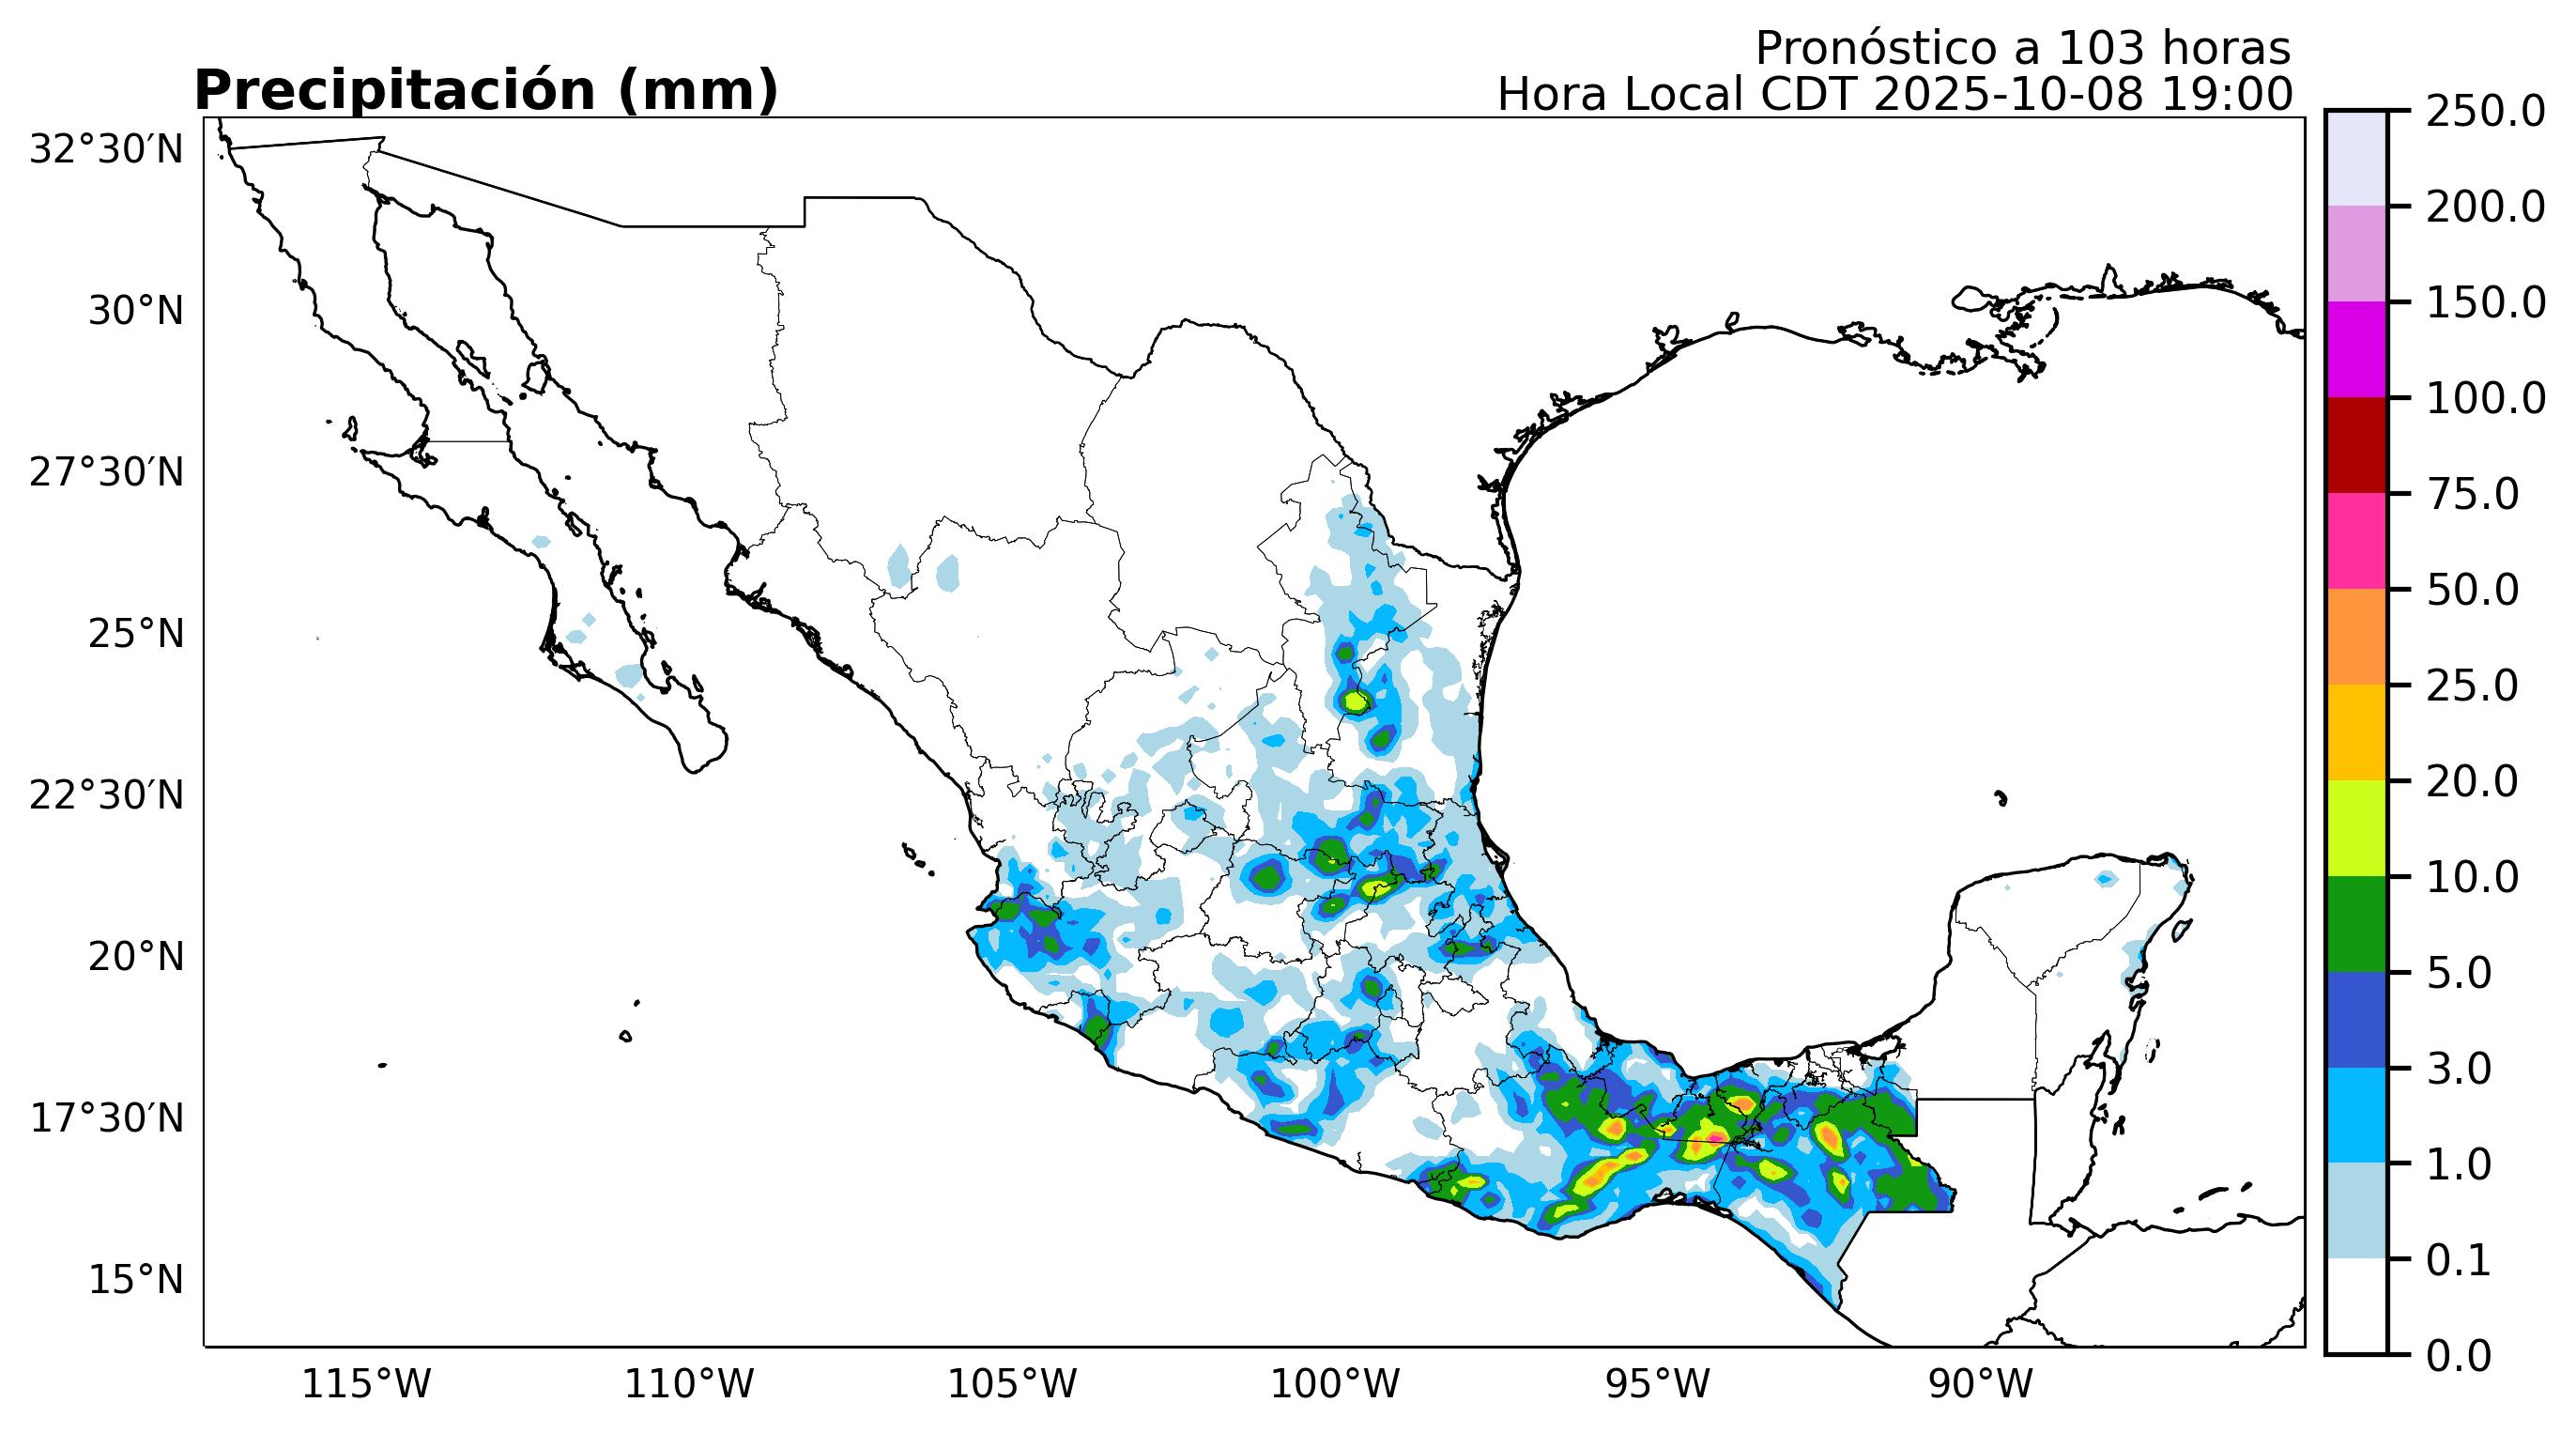 Pronóstico a 103 horas
Precipitación (mm)
Hora Local CDT 2025-10-08 19:00
32°30′N
30°N
27°30′N
25°N
22°30′N
20°N
17°30′N
15°N
115°W
110°W
105°W
100°W
95°W
90°W
250.0
200.0
150.0
100.0
75.0
50.0
25.0
20.0
10.0
5.0
3.0
1.0
0.1
0.0